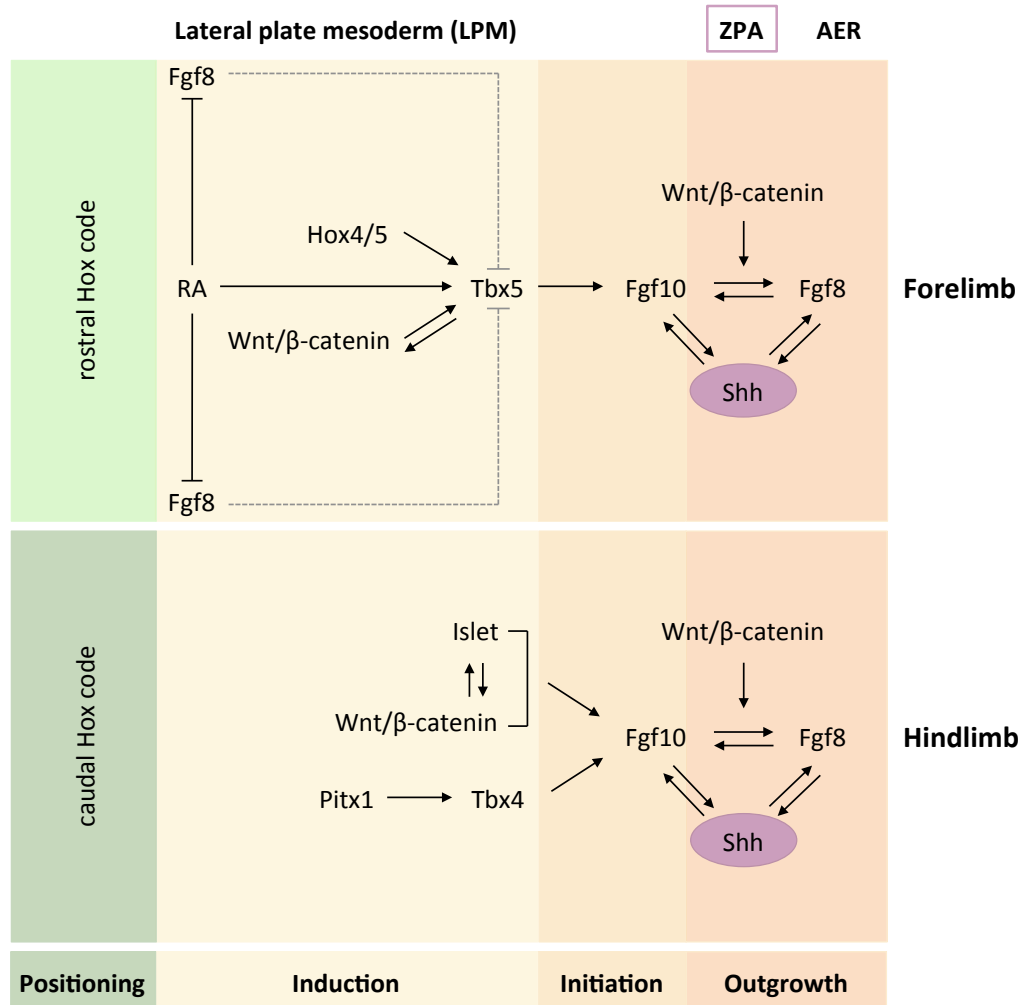 Lateral plate mesoderm (LPM)
ZPA
AER
Fgf8
Wnt/β-catenin
Hox4/5
rostral Hox code
RA
Tbx5
Fgf10
Fgf8
Forelimb
Wnt/β-catenin
Shh
Fgf8
Islet
Wnt/β-catenin
caudal Hox code
Wnt/β-catenin
Fgf10
Fgf8
Hindlimb
Pitx1
Tbx4
Shh
Positioning
Induction
Initiation
Outgrowth